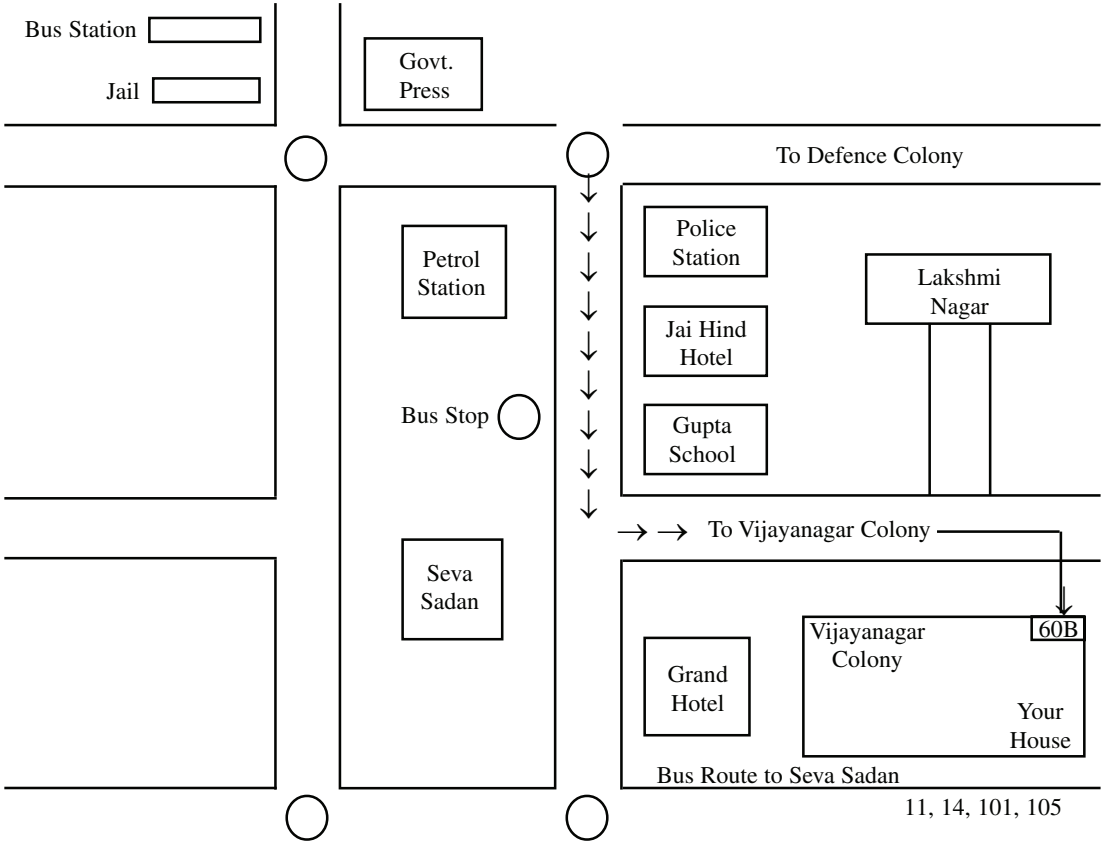 Bus Station
Jail
Govt.
Press
To Defence Colony
Petrol
Station
Police
Station
Lakshmi
Nagar
Jai Hind
Hotel
Bus Stop
Gupta
School
To Vijayanagar Colony
Seva
Sadan
60B
Vijayanagar
Colony
Grand
Hotel
Your
House
Bus Route to Seva Sadan
11, 14, 101, 105